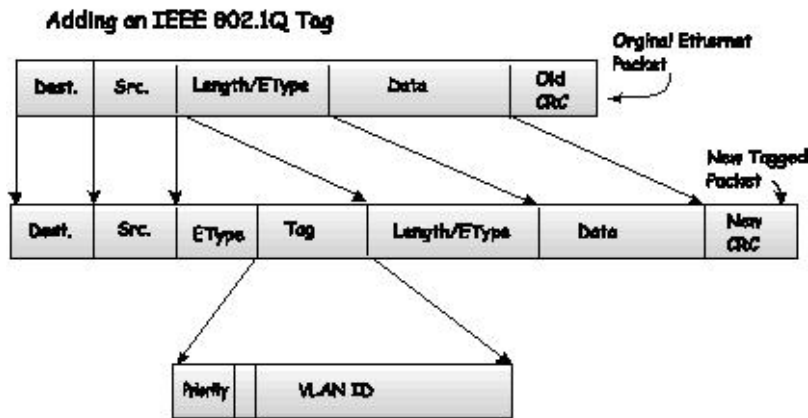 Adding an IEEE 802.1Q Tag
Orginal Ethernet
Packet
Dest. Src. Length/EType Data Old
CRC
New Tagged
Packet
Dest. Src. EType Tag Length/EType Data New
CRC
Priority VLAN ID